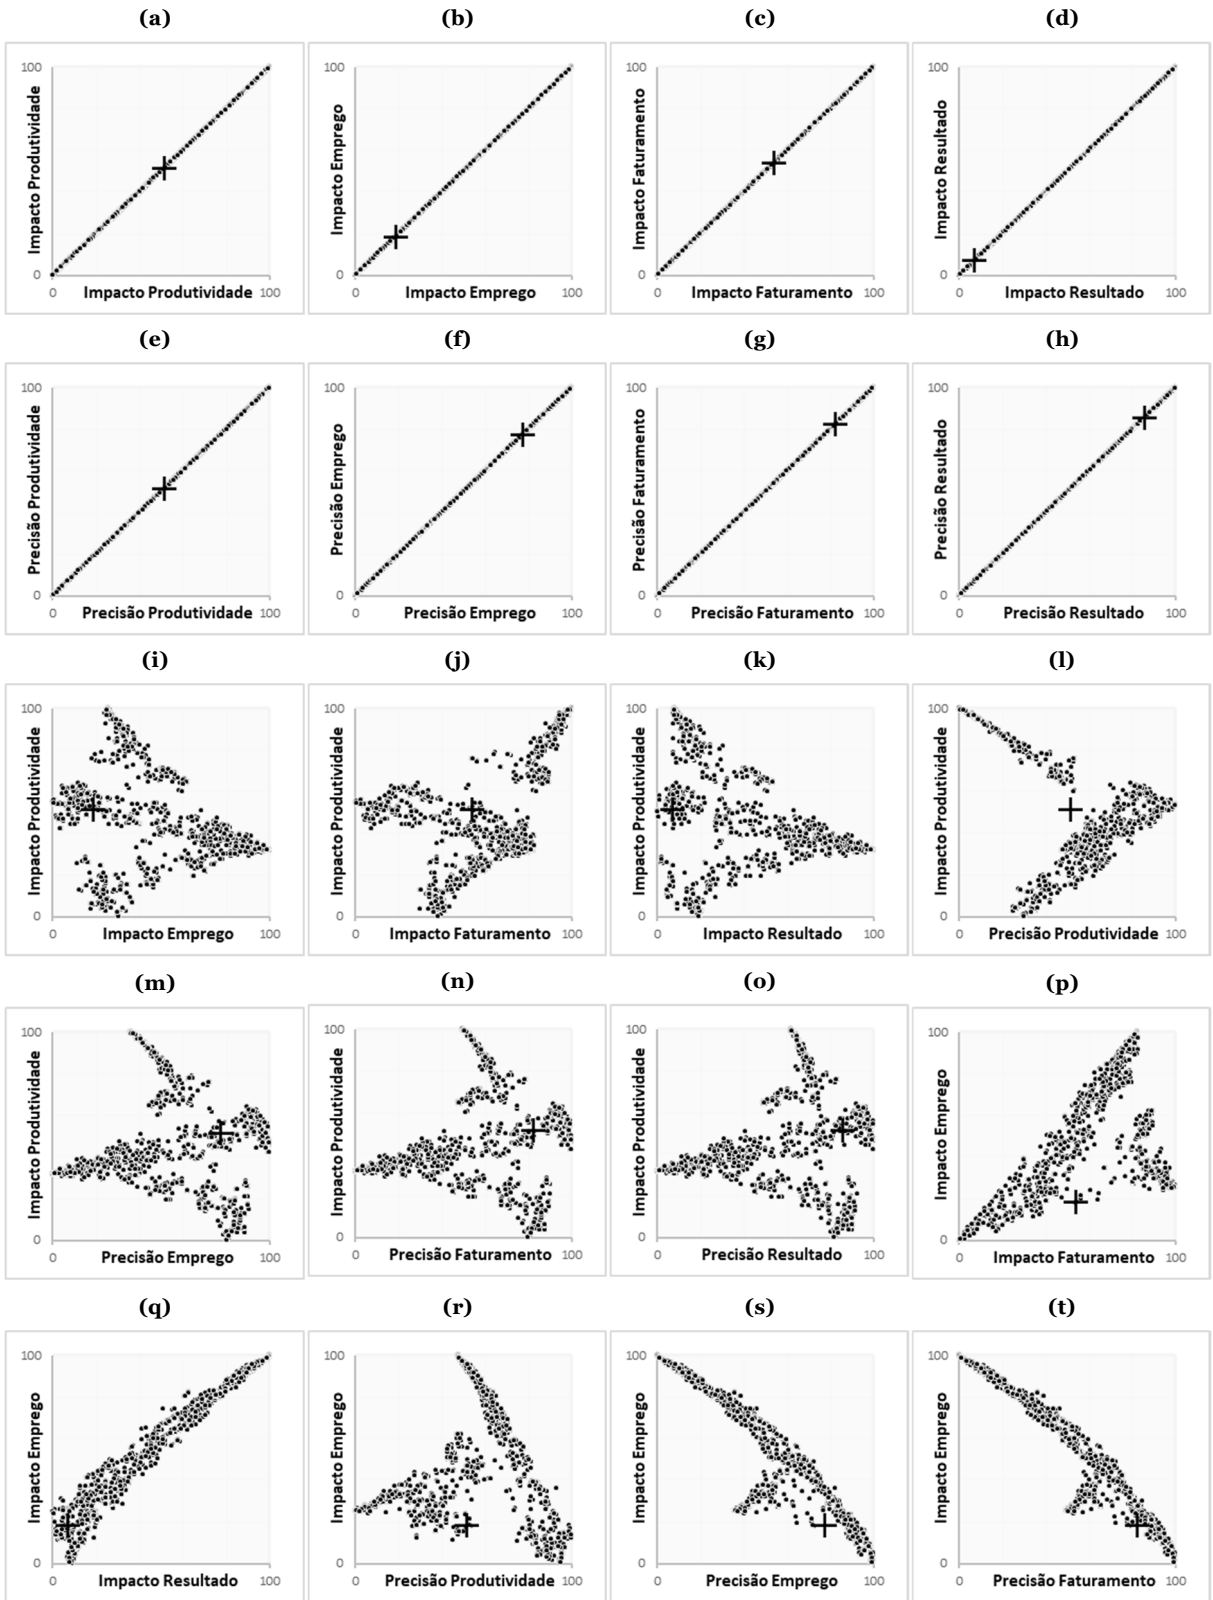 (a) (b) (c) (d)
100 100 100 100
Impacto Produtividade Impacto Emprego Impacto Faturamento Impacto Resultado
0 0 0 0
0 Impacto Produtividade 100 0 Impacto Emprego 100 0 Impacto Faturamento 100 0 Impacto Resultado 100
(e) (f) (g) (h)
100 100 100 100
Precisão Produtividade Precisão Emprego Precisão Faturamento Precisão Resultado
0 0 0 0
0 Precisão Produtividade 100 0 Precisão Emprego 100 0 Precisão Faturamento 100 0 Precisão Resultado 100
(i) (j) (k) (l)
100 100 100 100
Impacto Produtividade Impacto Produtividade Impacto Produtividade Impacto Produtividade
0 0 0 0
0 Impacto Emprego 100 0 Impacto Faturamento 100 0 Impacto Resultado 100 0 Precisão Produtividade 100
(m) (n) (o) (p)
100 100 100 100
Impacto Produtividade Impacto Produtividade Impacto Produtividade Impacto Emprego
0 0 0 0
0 Precisão Emprego 100 0 Precisão Faturamento 100 0 Precisão Resultado 100 0 Impacto Faturamento 100
(q) (r) (s) (t)
100 100 100 100
Impacto Emprego Impacto Emprego Impacto Emprego Impacto Emprego
0 0 0 0
0 Impacto Resultado 100 0 Precisão Produtividade 100 0 Precisão Emprego 100 0 Precisão Faturamento 100